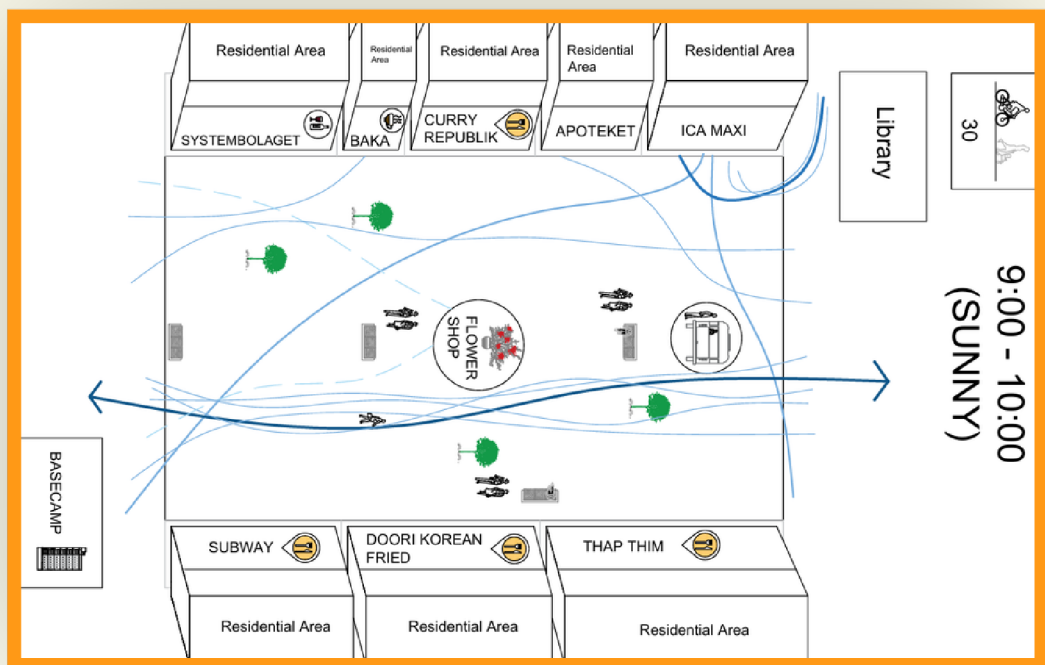 Residential Area
Residential
Area
Residential Area
Residential
Area
Residential Area
SYSTEMBOLAGET
BAKA
CURRY
REPUBLIK
APOTEKET
ICA MAXI
Library
30
9:00 - 10:00
(SUNNY)
FLOWER
SHOP
BASECAMP
SUBWAY
DOORI KOREAN
FRIED
THAP THIM
Residential Area
Residential Area
Residential Area